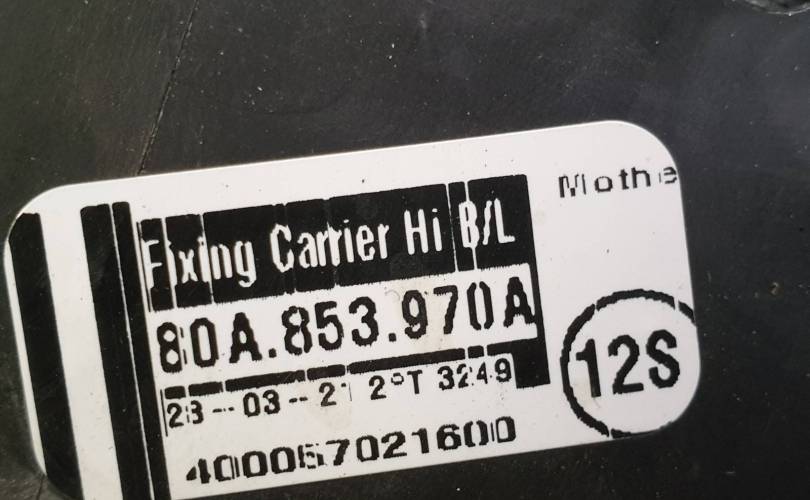 Mothe
Fixing Carrier Hi B/L
80A.853.970A
12S
23--03--21 2°T 3249
4000057021600